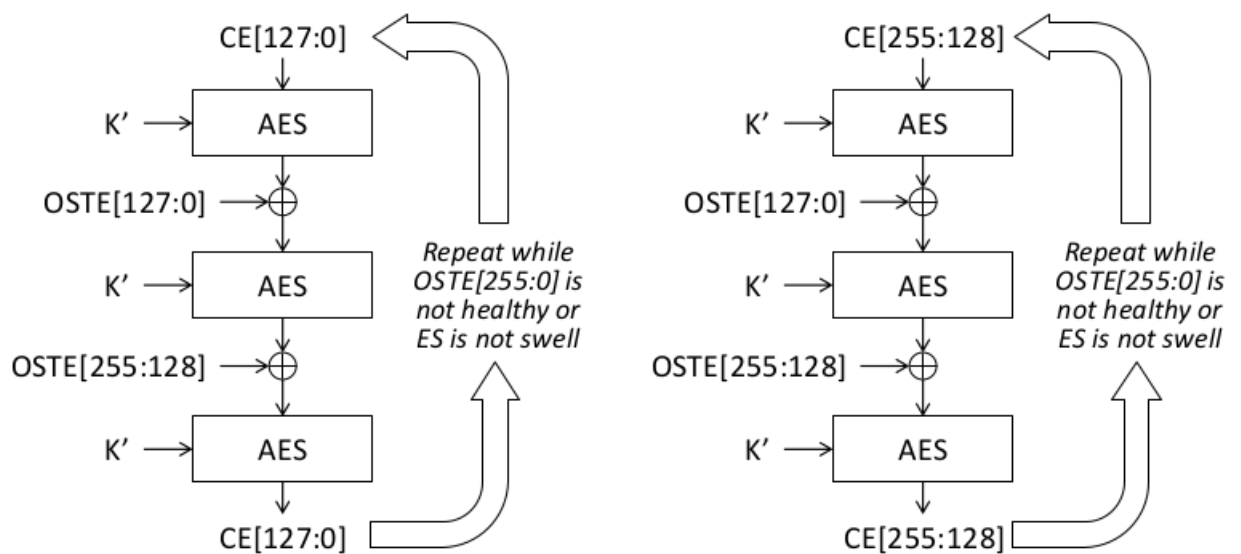 CE[127:0]
K’
AES
OSTE[127:0]
K’
AES
OSTE[255:128]
K’
AES
CE[127:0]
Repeat while
OSTE[255:0] is
not healthy or
ES is not swell
CE[255:128]
K’
AES
OSTE[127:0]
K’
AES
OSTE[255:128]
K’
AES
CE[255:128]
Repeat while
OSTE[255:0] is
not healthy or
ES is not swell